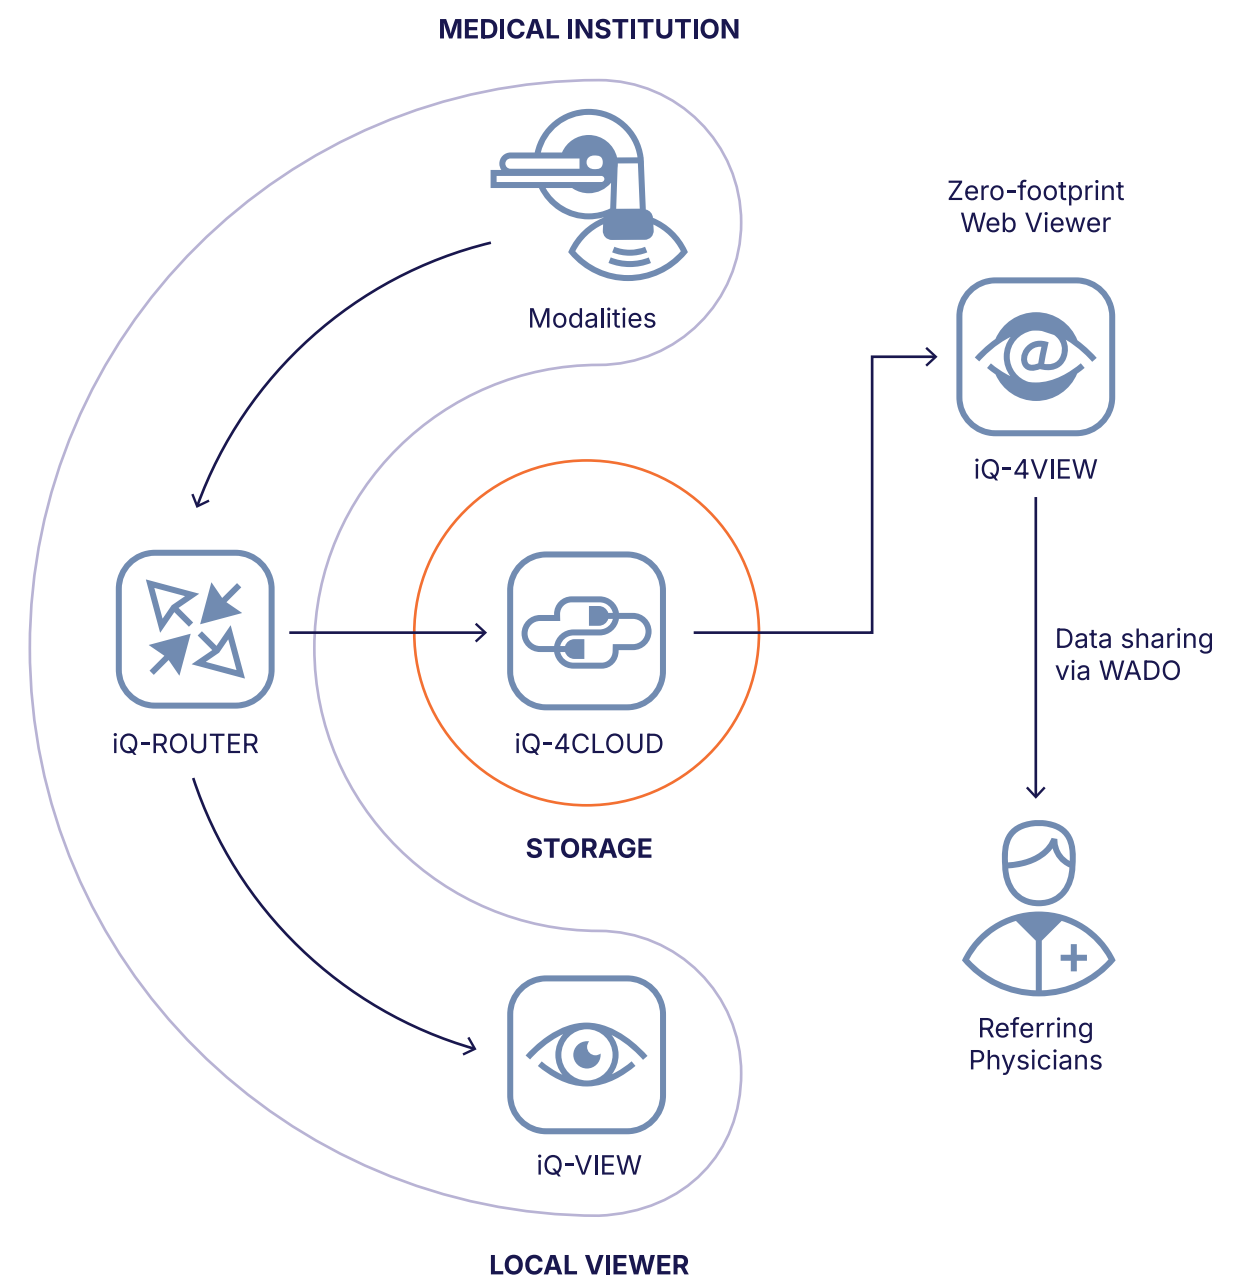 MEDICAL INSTITUTION
Modalities
Zero-footprint
Web Viewer
iQ-4VIEW
iQ-ROUTER
iQ-4CLOUD
STORAGE
Data sharing
via WADO
Referring
Physicians
iQ-VIEW
LOCAL VIEWER